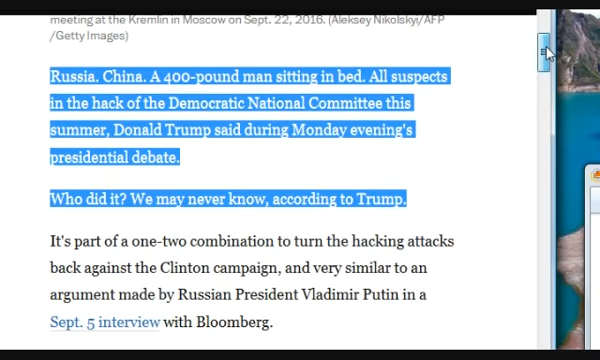 meeting at the Kremlin in Moscow on Sept. 22, 2016. (Aleksey Nikolskyi/AFP
/Getty Images)
Russia. China. A 400-pound man sitting in bed. All suspects
in the hack of the Democratic National Committee this
summer, Donald Trump said during Monday evening's
presidential debate.
Who did it? We may never know, according to Trump.
It's part of a one-two combination to turn the hacking attacks
back against the Clinton campaign, and very similar to an
argument made by Russian President Vladimir Putin in a
Sept. 5 interview with Bloomberg.